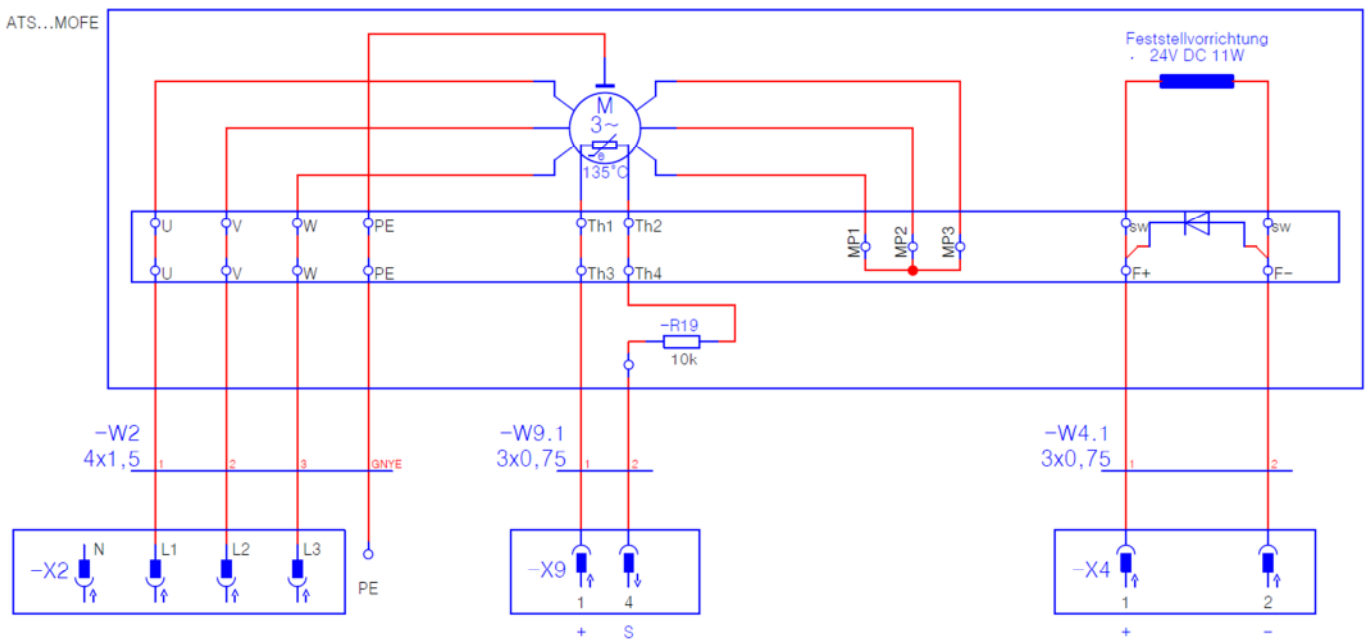 ATS...MOFE
Feststellvorrichtung
24V DC 11W
M
3~
135°C
U
V
W
PE
Th1
Th2
MP1
MP2
MP3
sw
sw
U
V
W
PE
Th3
Th4
F+
F-
-R19
10k
-W2
4x1,5
1
2
3
GNYE
-W9.1
3x0,75
1
2
-W4.1
3x0,75
1
2
-X2
N
L1
L2
L3
PE
-X9
1
4
+
S
-X4
1
2
+
-